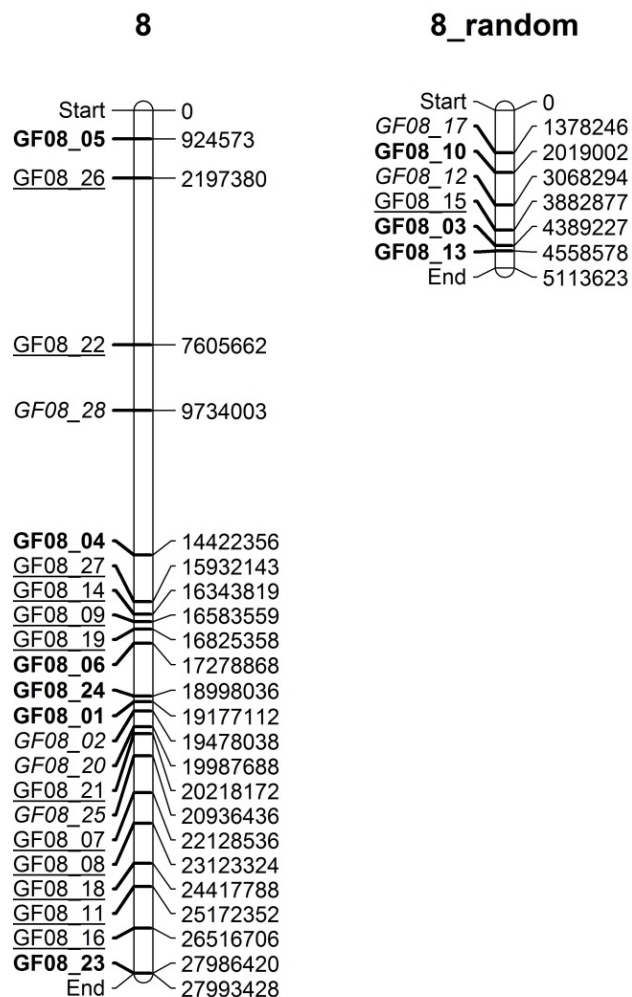 8
Start 0
GF08_05 924573
GF08_26 2197380
GF08_22 7605662
GF08_28 9734003
GF08_04 14422356
GF08_27 15932143
GF08_14 16343819
GF08_09 16583559
GF08_19 16825358
GF08_06 17278868
GF08_24 18998036
GF08_01 19177112
GF08_02 19478038
GF08_20 19987688
GF08_21 20218172
GF08_25 20936436
GF08_07 22128536
GF08_08 23123324
GF08_18 24417788
GF08_11 25172352
GF08_16 26516706
GF08_23 27986420
End 27993428
8_random
Start 0
GF08_17 1378246
GF08_10 2019002
GF08_12 3068294
GF08_15 3882877
GF08_03 4389227
GF08_13 4558578
End 5113623